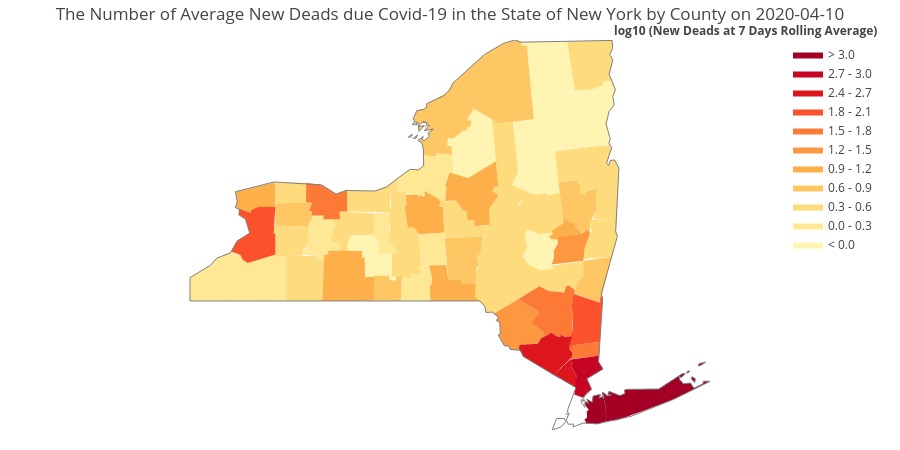 The Number of Average New Deads due Covid-19 in the State of New York by County on 2020-04-10
log10 (New Deads at 7 Days Rolling Average)
> 3.0
2.7 - 3.0
2.4 - 2.7
1.8 - 2.1
1.5 - 1.8
1.2 - 1.5
0.9 - 1.2
0.6 - 0.9
0.3 - 0.6
0.0 - 0.3
< 0.0